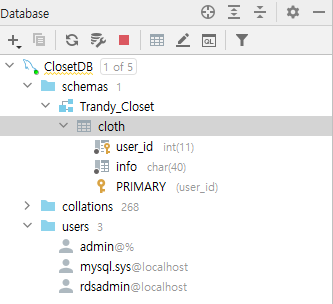 Database
QL
ClosetDB 1 of 5
schemas 1
Trandy_Closet
cloth
user_id int(11)
info char(40)
PRIMARY (user_id)
collations 268
users 3
admin@%
mysql.sys@localhost
rdsadmin@localhost